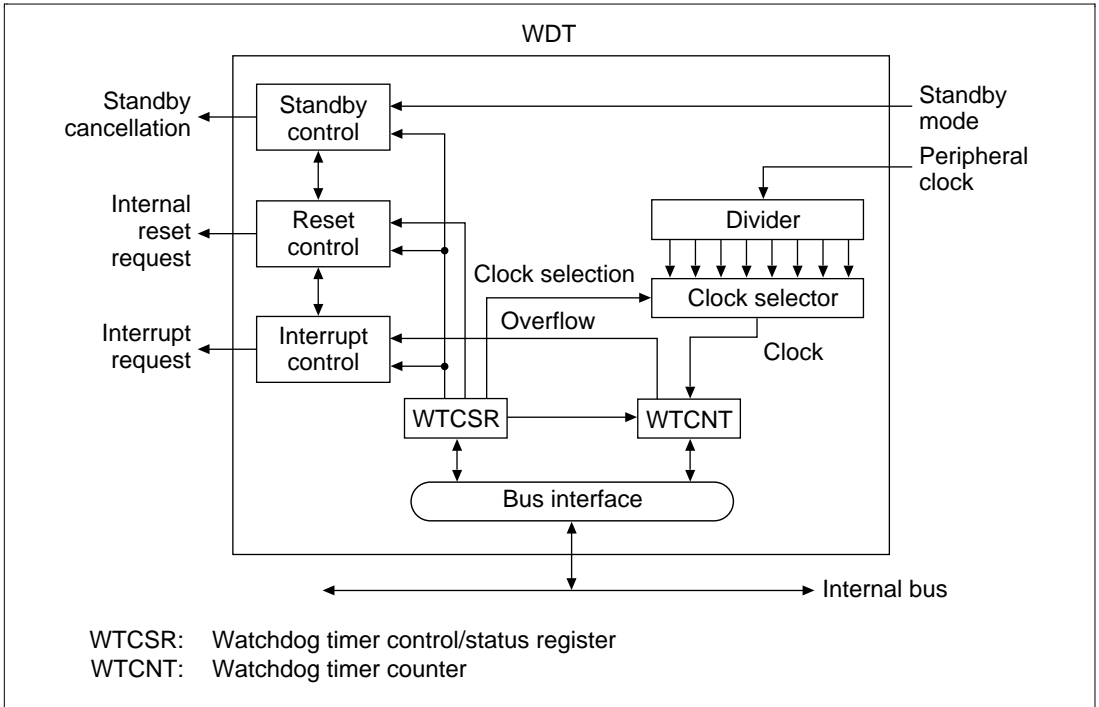 WDT
Standby
cancellation
Standby
control
Standby
mode
Peripheral
clock
Internal
reset
request
Reset
control
Divider
Clock selection
Clock selector
Overflow
Interrupt
request
Interrupt
control
Clock
WTCSR
WTCNT
Bus interface
Internal bus
WTCSR: Watchdog timer control/status register
WTCNT: Watchdog timer counter